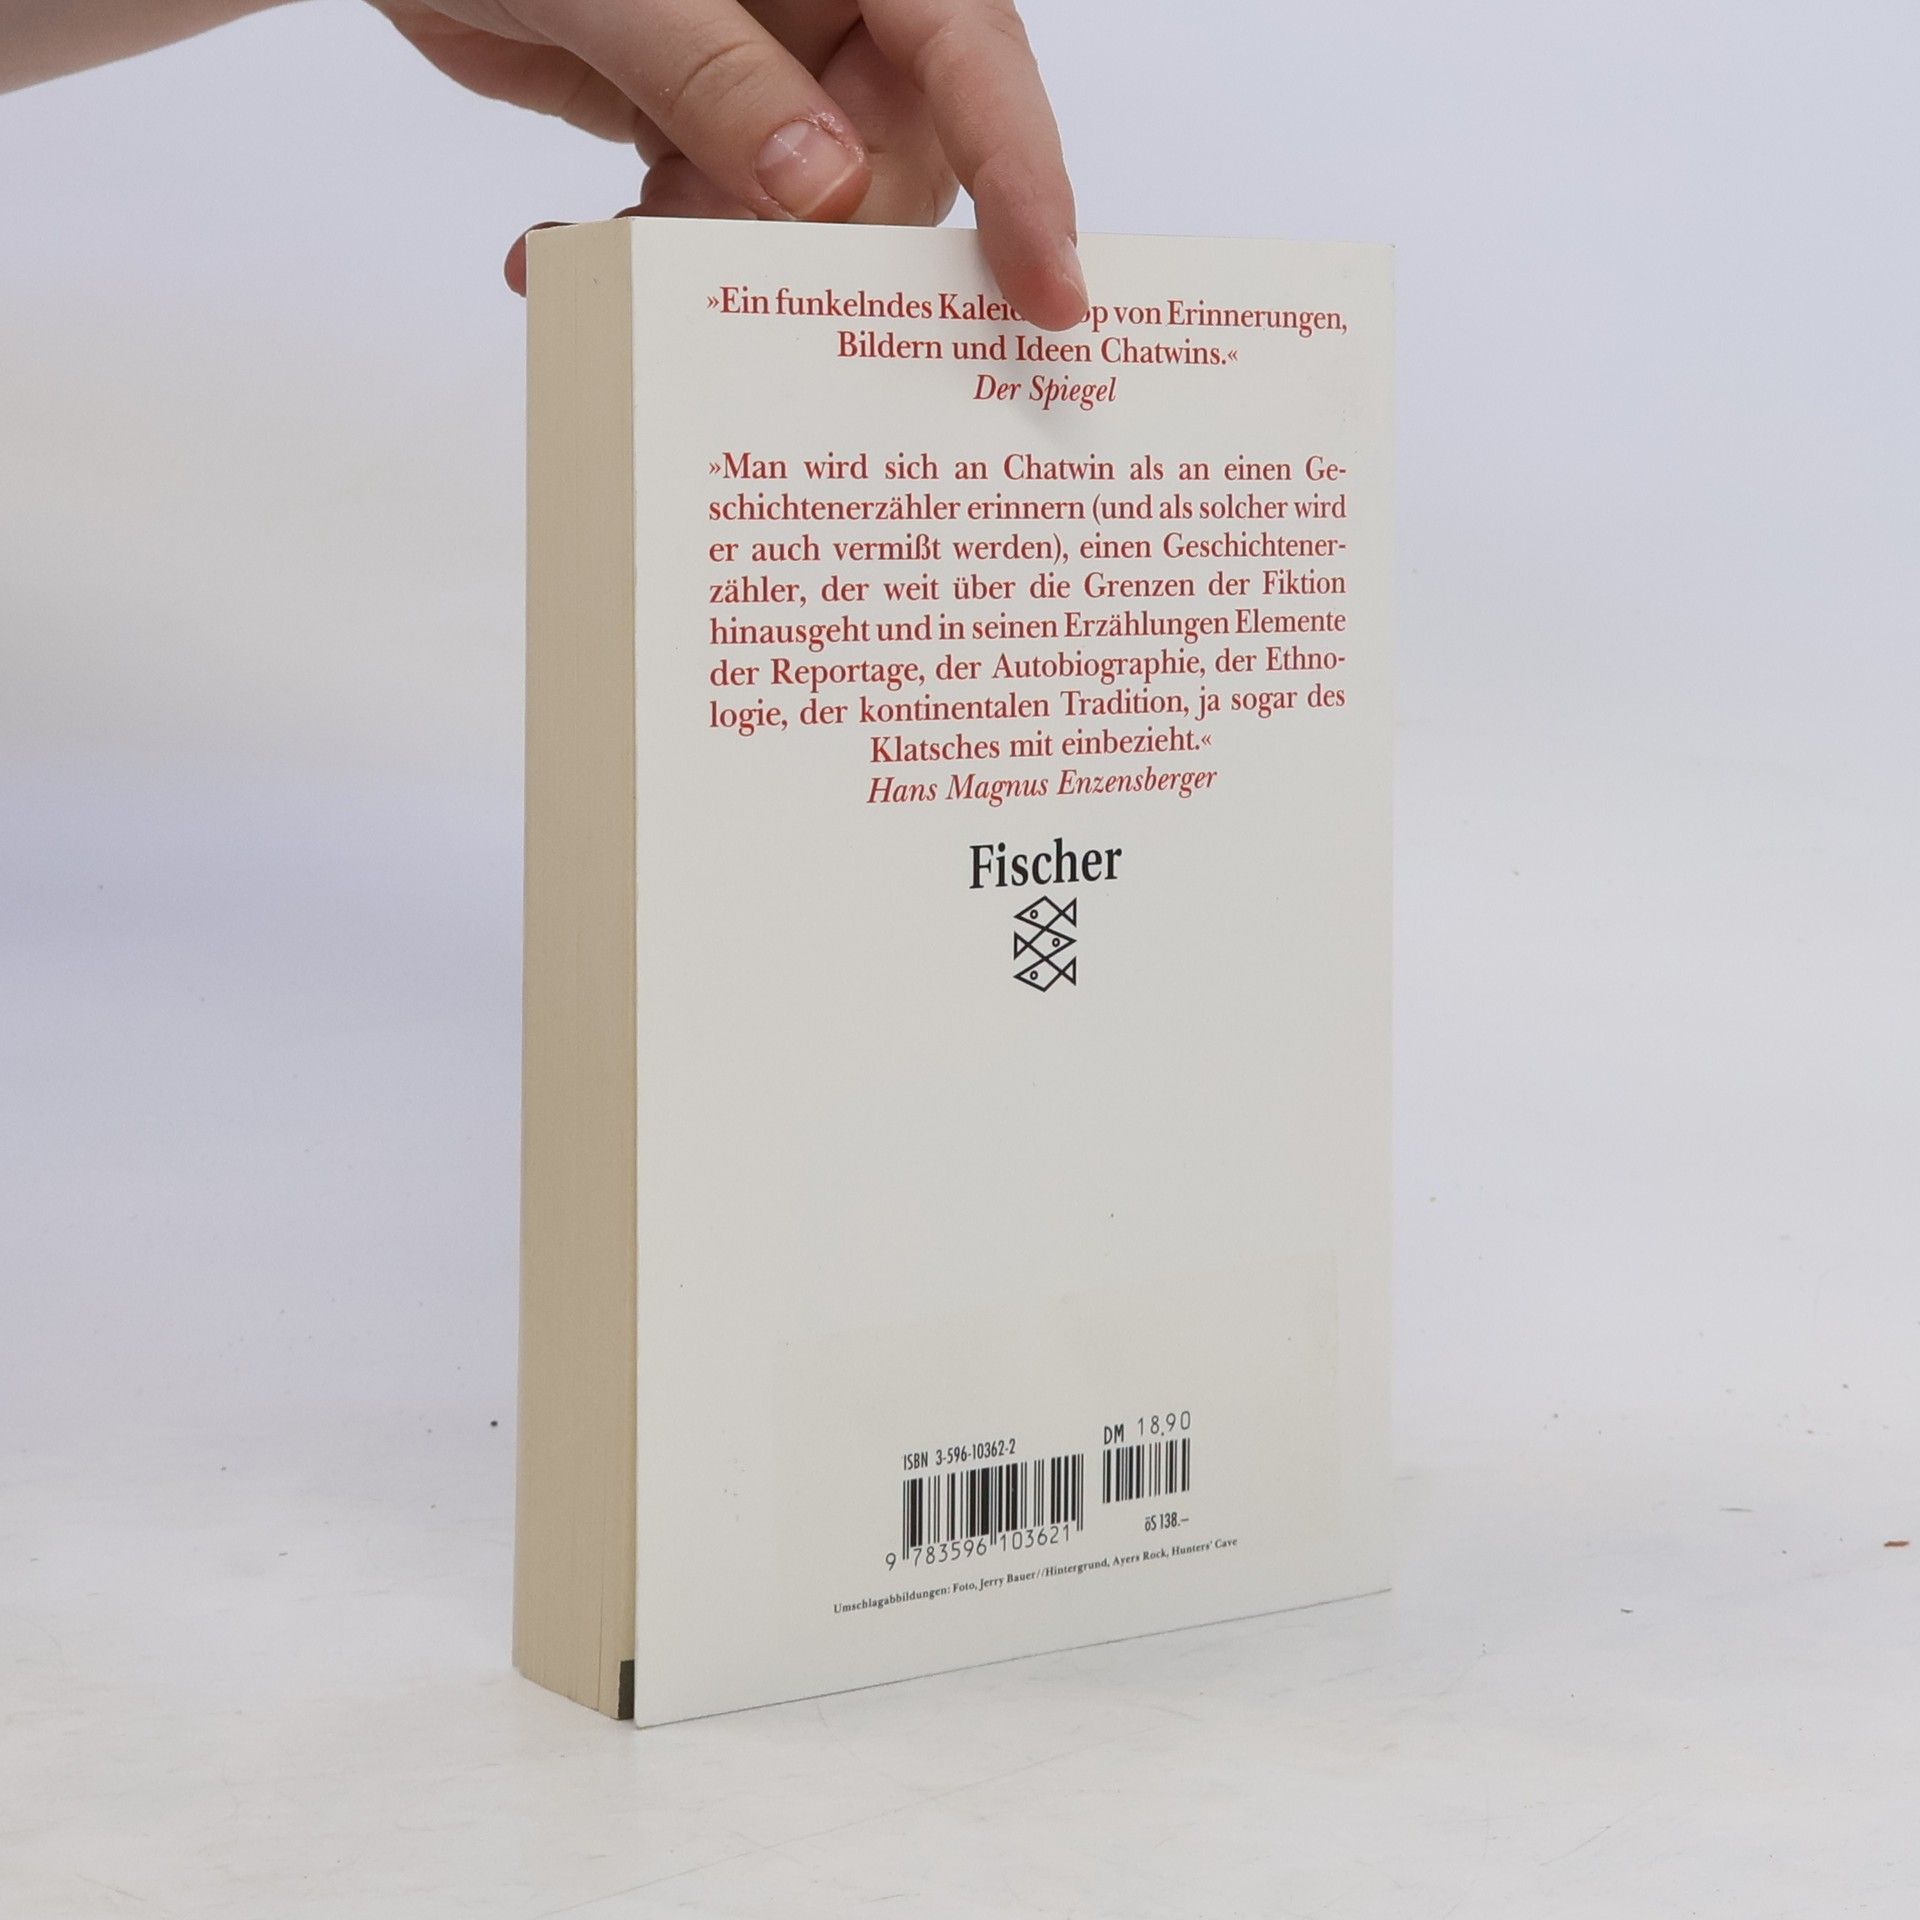 »Ein funkelndes von Erinnerungen,
Bildern und Ideen Chatwins.«
Der Spiegel
»Man wird sich an Chatwin als an einen Ge-
schichtenerzähler erinnern (und als solcher wird
er auch vermißt werden), einen Geschichtener-
zähler, der weit über die Grenzen der Fiktion
hinausgeht und in seinen Erzählungen Elemente
der Reportage, der Autobiographie, der Ethno-
logie, der kontinentalen Tradition, ja sogar des
Klatsches mit einbezieht.«
Hans Magnus Enzensberger
Fischer
ISBN 3-596-10362-2
DM 18.90
9 783596 103621
öS 138.–
Umschlagabbildungen: Foto, Jerry Bauer//Hintergrund, Ayers Rock, Hunters' Cave